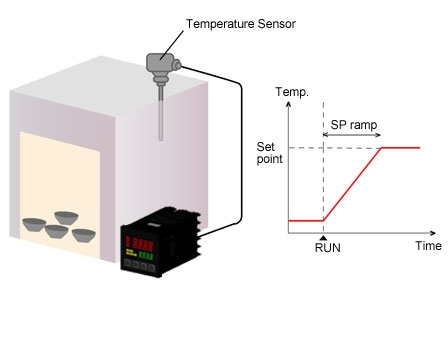 Temperature Sensor
Temp.
SP ramp
Set
point
RUN
Time